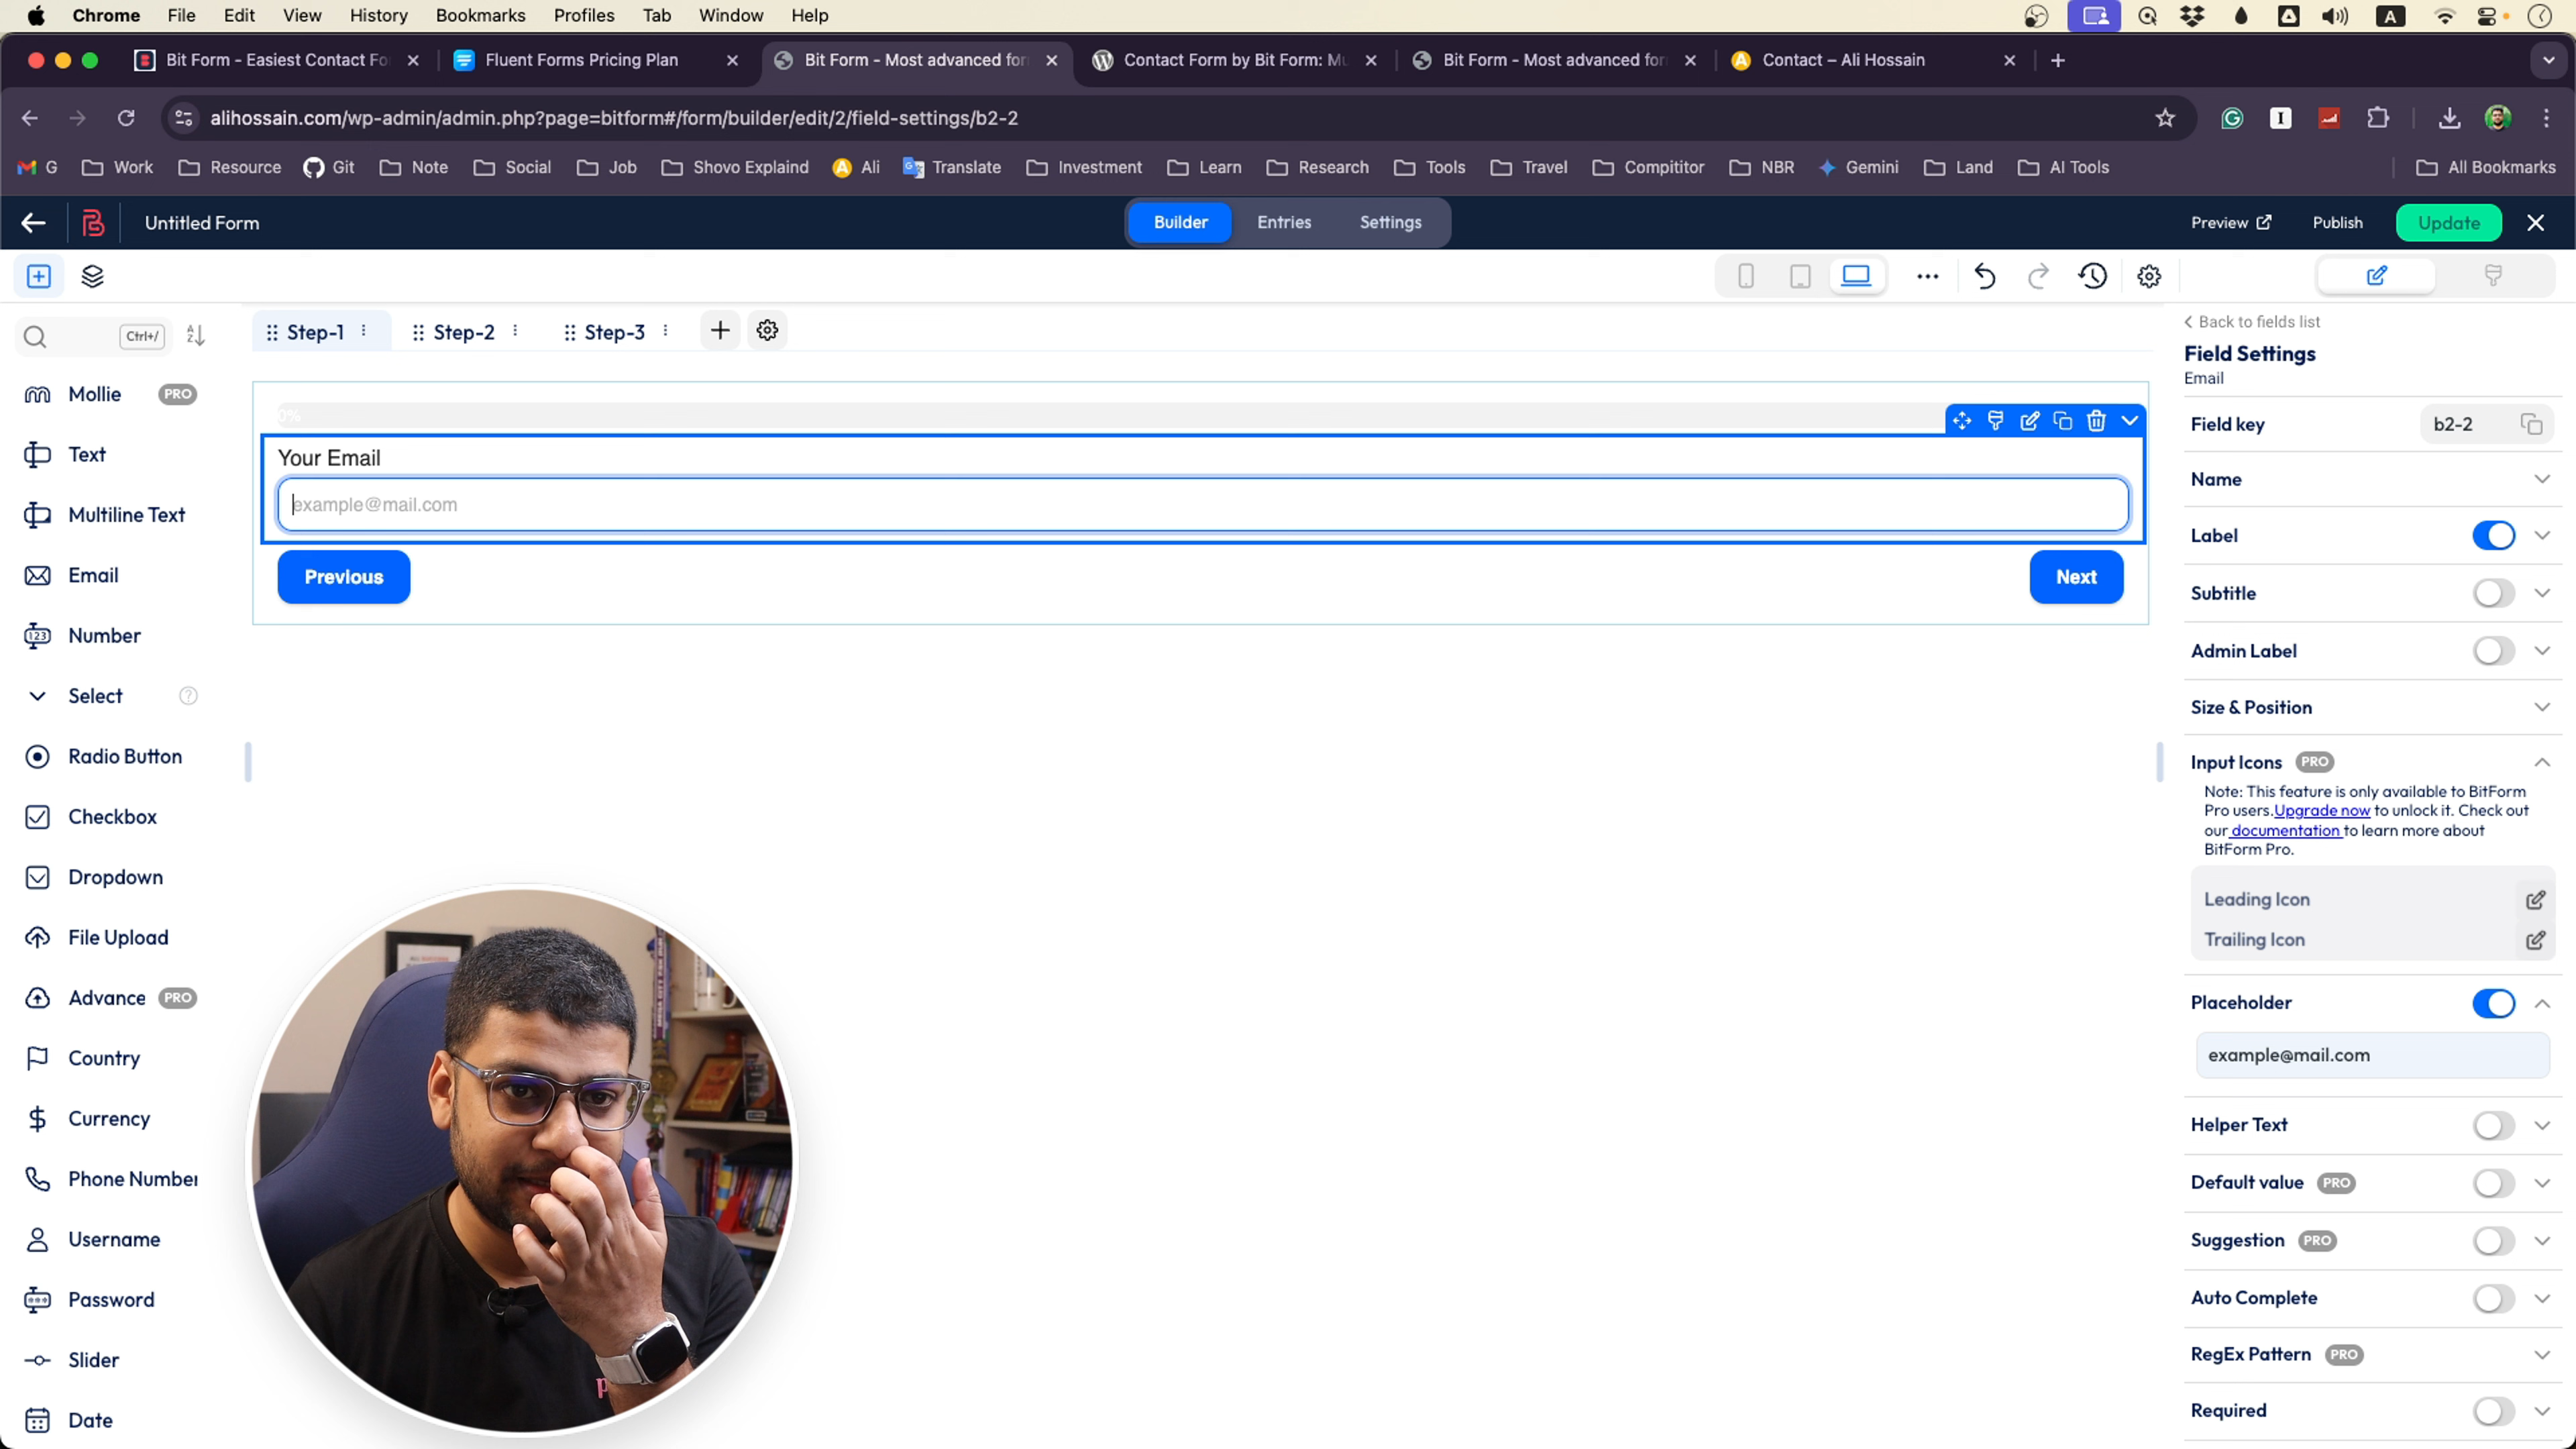 Chrome File Edit View History Bookmarks Profiles Tab Window Help
A
Bit Form - Easiest Contact Fo
Fluent Forms Pricing Plan
Bit Form - Most advanced for
Contact Form by Bit Form: Mu
Bit Form - Most advanced for
Contact – Ali Hossain
alihossain.com/wp-admin/admin.php?page=bitform#/form/builder/edit/2/field-settings/b2-2
G Work Resource Git Note Social Job Shovo Explaind Ali Translate Investment Learn Research Tools Travel Compititor NBR Gemini Land AI Tools All Bookmarks
Untitled Form
Builder Entries Settings
Preview Publish Update
Ctrl+/
Step-1 Step-2 Step-3
Mollie PRO
Text
Multiline Text
Email
Number
Select
Radio Button
Checkbox
Dropdown
File Upload
Advance PRO
Country
Currency
Phone Number
Username
Password
Slider
Date
0%
Your Email
example@mail.com
Previous
Next
Back to fields list
Field Settings
Email
Field key b2-2
Name
Label
Subtitle
Admin Label
Size & Position
Input Icons PRO
Note: This feature is only available to BitForm
Pro users.Upgrade now to unlock it. Check out
our documentation to learn more about
BitForm Pro.
Leading Icon
Trailing Icon
Placeholder
example@mail.com
Helper Text
Default value PRO
Suggestion PRO
Auto Complete
RegEx Pattern PRO
Required